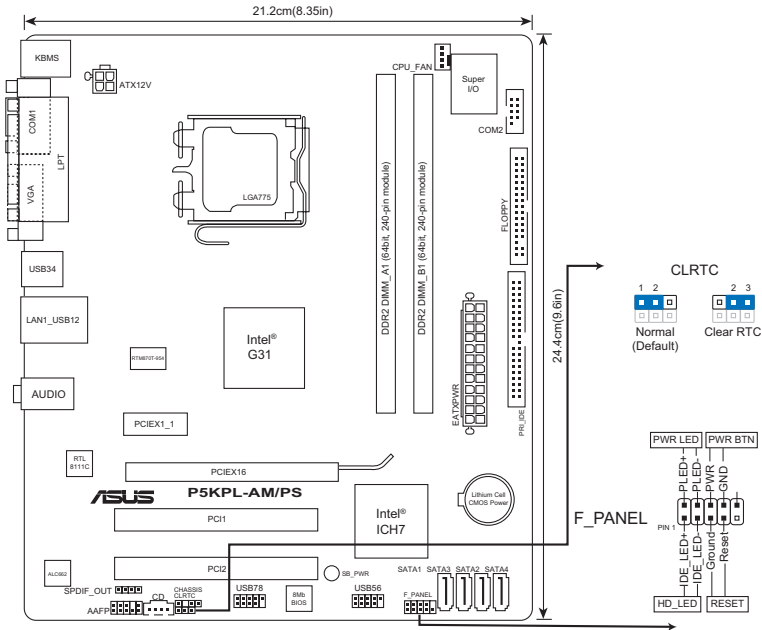 21.2cm(8.35in)
KBMS
ATX12V
CPU_FAN
Super
I/O
COM2
COM1
LPT
VGA
LGA775
DDR2 DIMM_A1 (64bit, 240-pin module)
DDR2 DIMM_B1 (64bit, 240-pin module)
FLOPPY
24.4cm(9.6in)
USB34
LAN1_USB12
Intel®
G31
RTM870T-954
EATXPWR
PRI_IDE
AUDIO
PCIEX1_1
RTL
8111C
PCIEX16
ASUS
P5KPL-AM/PS
Lithium Cell
CMOS Power
Intel®
ICH7
PCI1
PCI2
ALC662
SB_PWR
SATA1
SATA3
SATA2
SATA4
SPDIF_OUT
AAFP
CD
CHASSIS
CLRTC
USB78
8Mb
BIOS
USB56
F_PANEL
CLRTC
1 2
2 3
Normal
(Default)
Clear RTC
F_PANEL
PWR LED
PWR BTN
PLED+
PLED-
PWR
GND
PIN 1
IDE_LED+
IDE_LED-
Ground
Reset
HD_LED
RESET